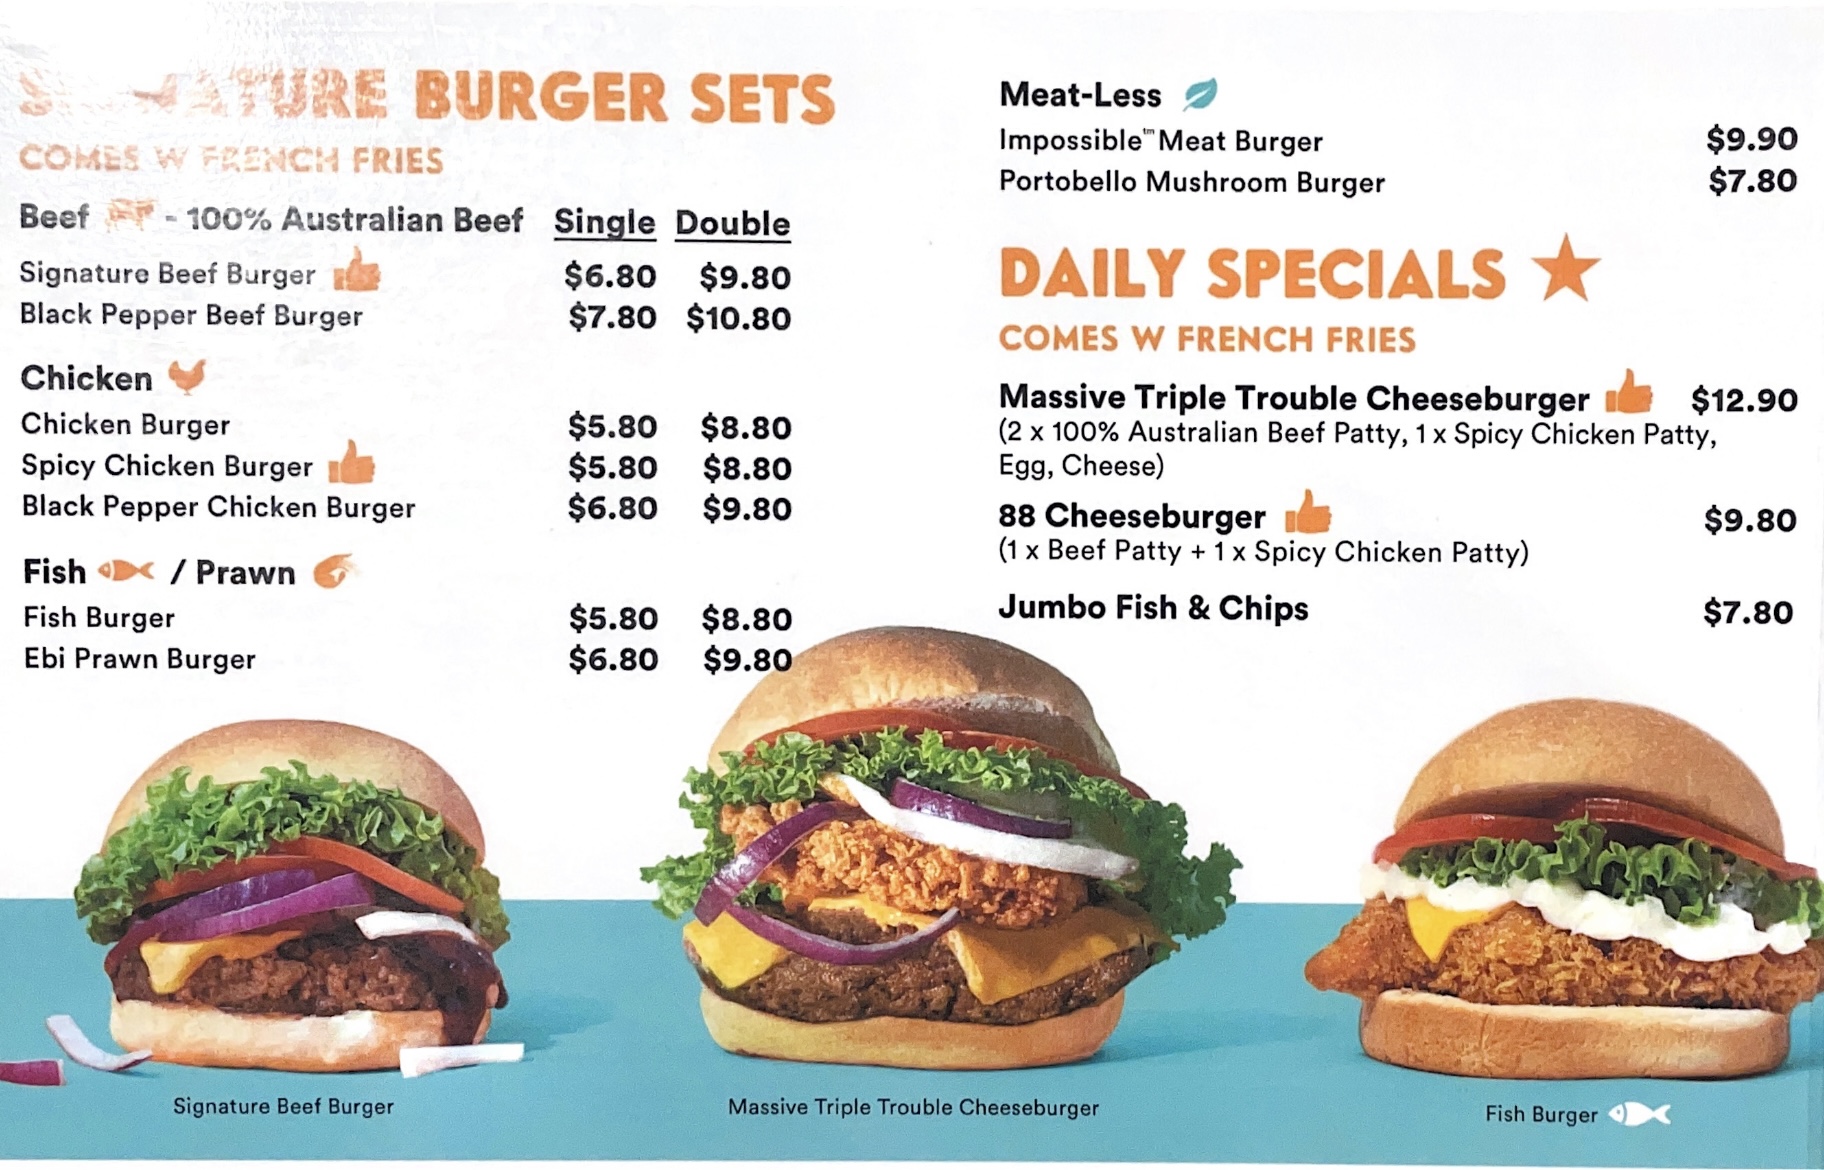 SIGNATURE BURGER SETS
COMES W FRENCH FRIES
Beef - 100% Australian Beef Single Double
Signature Beef Burger $6.80 $9.80
Black Pepper Beef Burger $7.80 $10.80
Chicken
Chicken Burger $5.80 $8.80
Spicy Chicken Burger $5.80 $8.80
Black Pepper Chicken Burger $6.80 $9.80
Fish / Prawn
Fish Burger $5.80 $8.80
Ebi Prawn Burger $6.80 $9.80
Meat-Less
Impossible™ Meat Burger $9.90
Portobello Mushroom Burger $7.80
DAILY SPECIALS
COMES W FRENCH FRIES
Massive Triple Trouble Cheeseburger $12.90
(2 x 100% Australian Beef Patty, 1 x Spicy Chicken Patty,
Egg, Cheese)
88 Cheeseburger $9.80
(1 x Beef Patty + 1 x Spicy Chicken Patty)
Jumbo Fish & Chips $7.80
Signature Beef Burger
Massive Triple Trouble Cheeseburger
Fish Burger